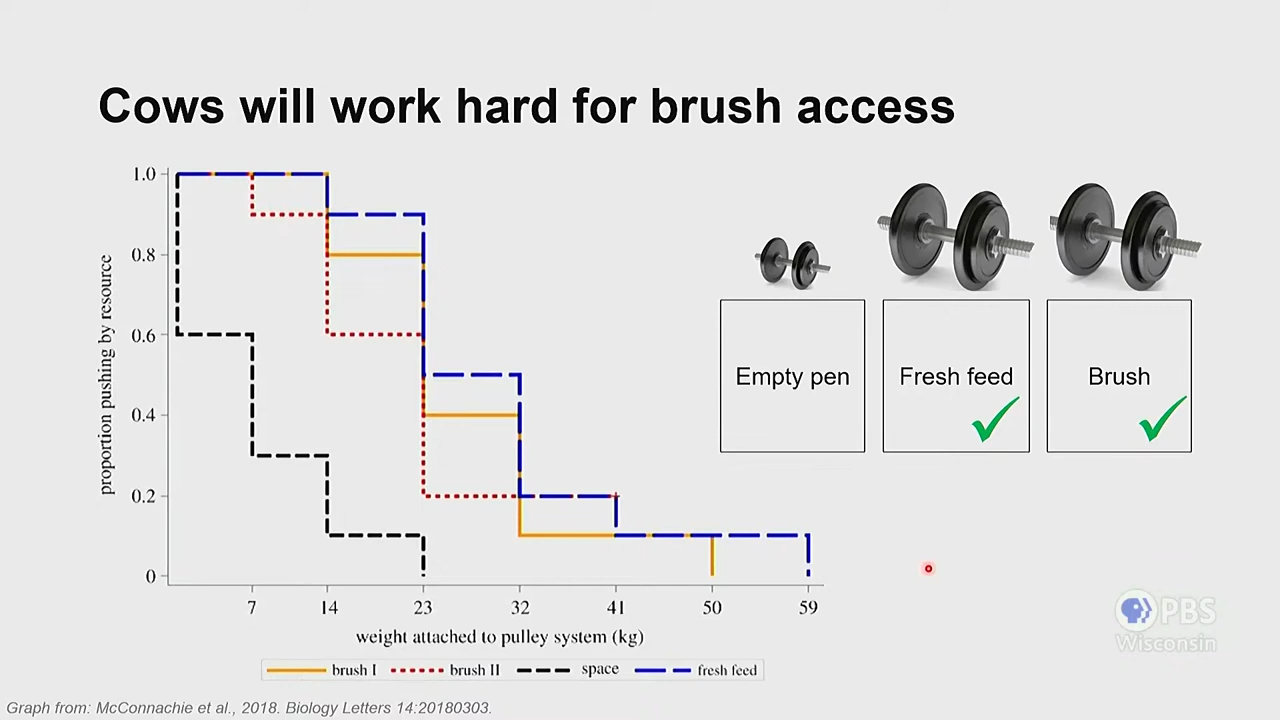 Cows will work hard for brush access
proportion pushing by resource
1.0
0.8
0.6
0.4
0.2
0
7 14 23 32 41 50 59
weight attached to pulley system (kg)
brush I brush II space fresh feed
Empty pen
Fresh feed
Brush
PBS
Wisconsin
Graph from: McConnachie et al., 2018. Biology Letters 14:20180303.